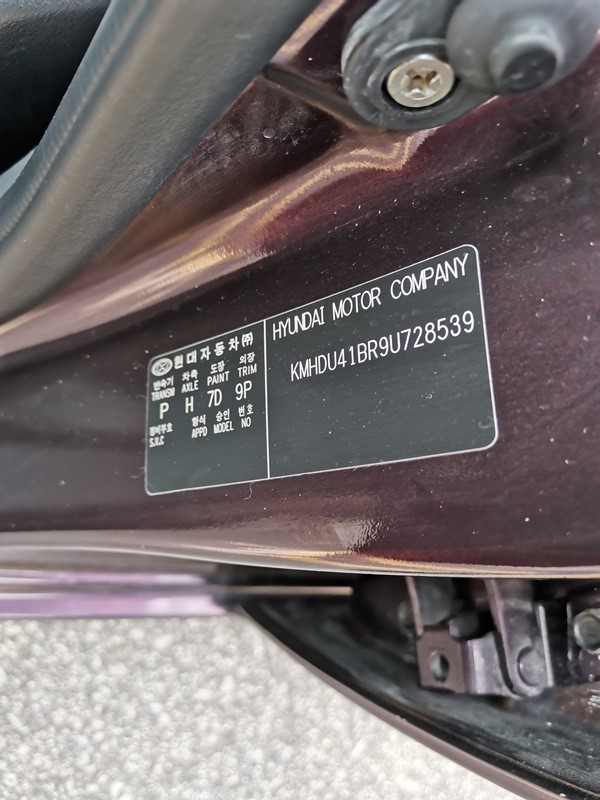 현대자동차㈜
변속기 차축 도장 외장
TRANSM AXLE PAINT TRIM
P H 7D 9P
정비부호 형식 승인 번호
S.V.C APPD MODEL NO
HYUNDAI MOTOR COMPANY
KMHDU41BR9U728539